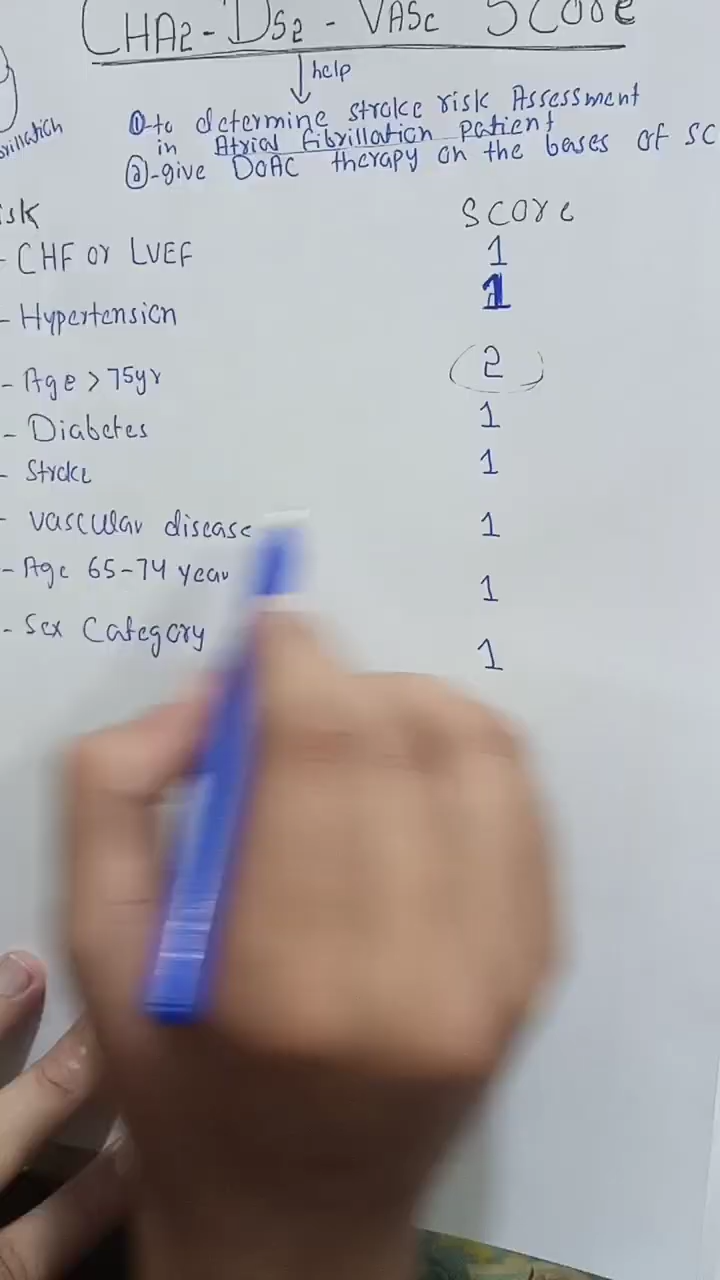 CHA2-DS2 - VASc SCORE
help
①-to determine stroke risk Assessment
in Atrial fibrillation patient
②-give DOAC therapy on the bases of SC
SCORE
- CHF or LVEF 1
- Hypertension 1
- Age > 75yr 2
- Diabetes 1
- Stroke 1
- vascular disease 1
- Age 65-74 year 1
- Sex Category 1